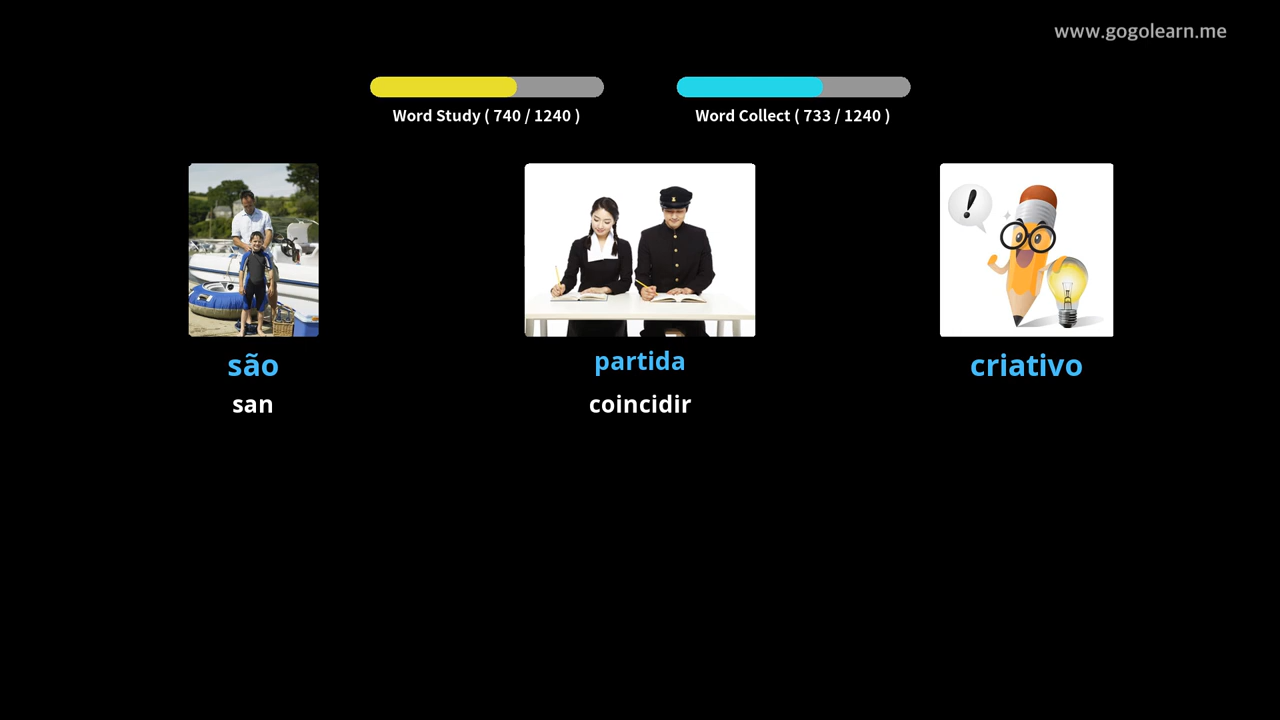 www.gogolearn.me
Word Study ( 740 / 1240 )
Word Collect ( 733 / 1240 )
são
san
partida
coincidir
criativo
!